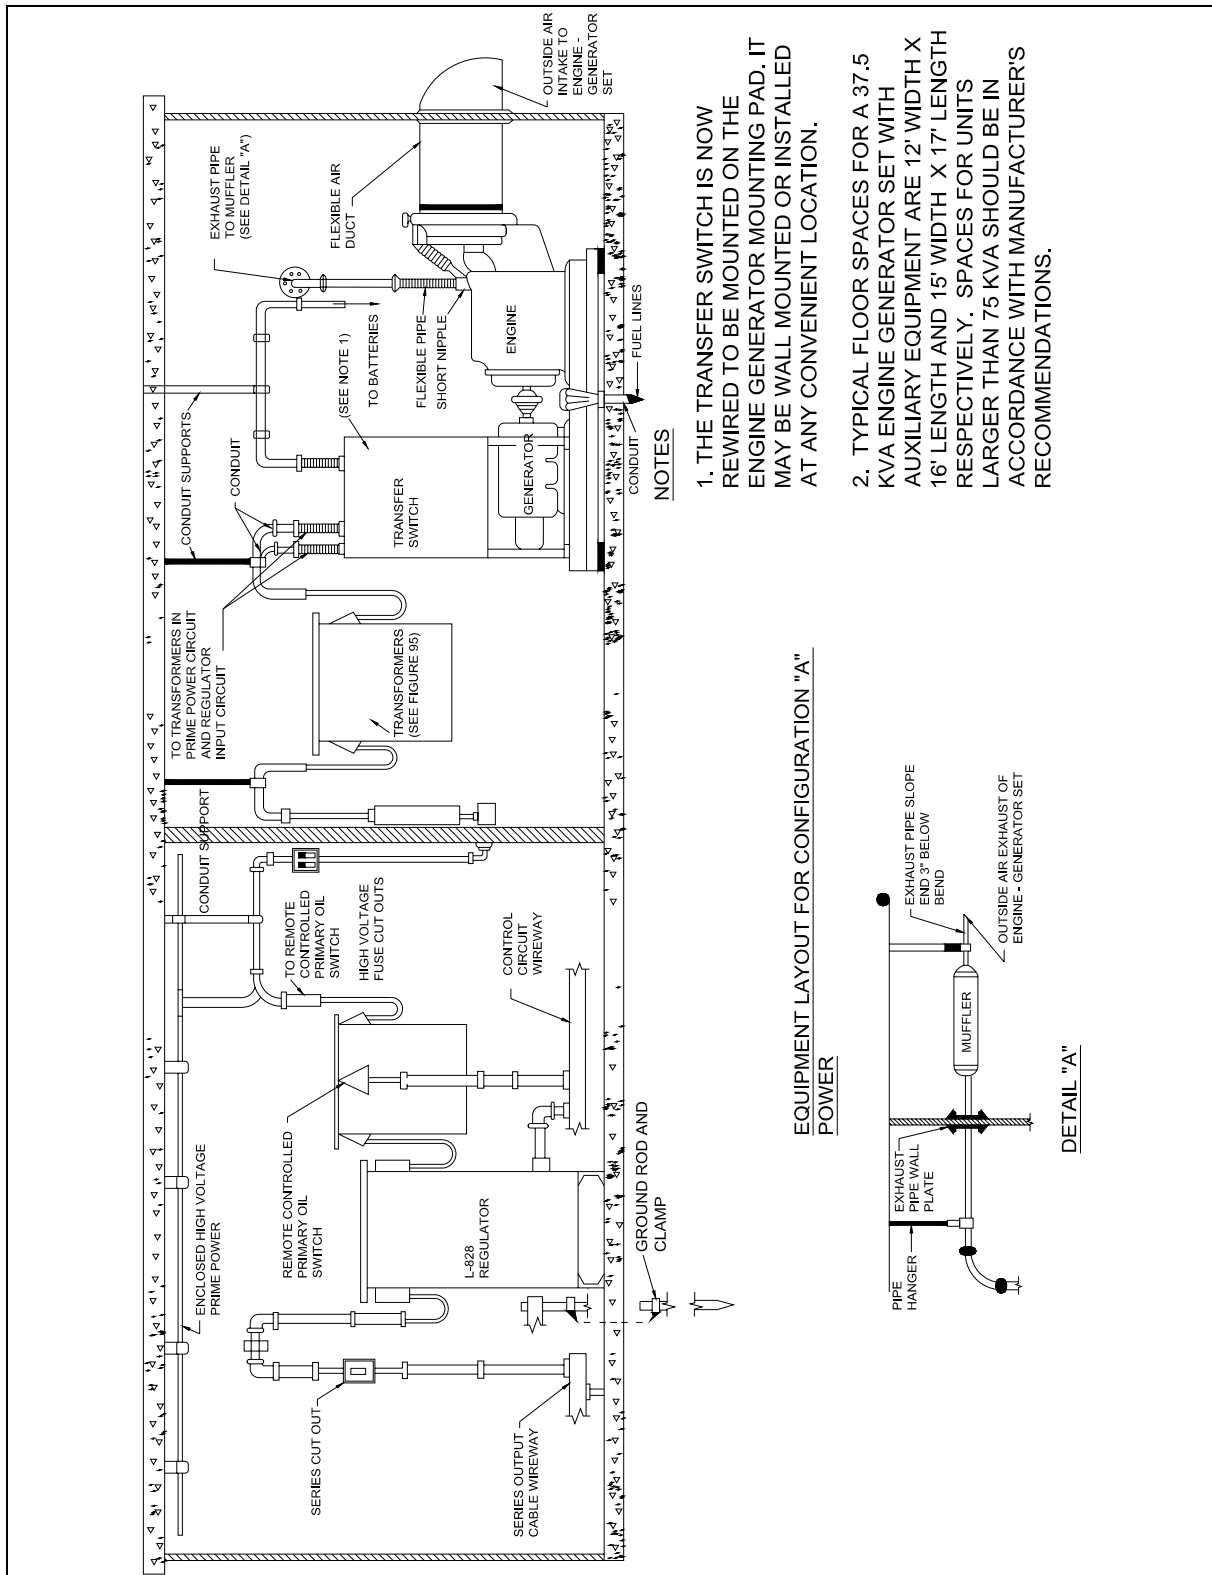 ENCLOSED HIGH VOLTAGE
PRIME POWER
SERIES CUT OUT
REMOTE CONTROLLED
PRIMARY OIL
SWITCH
L-828
REGULATOR
SERIES OUTPUT
CABLE WIREWAY
GROUND ROD AND
CLAMP
CONDUIT SUPPORT
TO REMOTE
CONTROLLED
PRIMARY OIL
SWITCH
HIGH VOLTAGE
FUSE CUT OUTS
CONTROL
CIRCUIT
WIREWAY
TO TRANSFORMERS IN
PRIME POWER CIRCUIT
AND REGULATOR
INPUT CIRCUIT
TRANSFORMERS
(SEE FIGURE 95)
CONDUIT SUPPORTS
CONDUIT
TRANSFER
SWITCH
(SEE NOTE 1)
TO BATTERIES
EXHAUST PIPE
TO MUFFLER
(SEE DETAIL "A")
FLEXIBLE AIR
DUCT
FLEXIBLE PIPE
SHORT NIPPLE
OUTSIDE AIR
INTAKE TO
ENGINE -
GENERATOR
SET
ENGINE
GENERATOR
CONDUIT
FUEL LINES
NOTES
1. THE TRANSFER SWITCH IS NOW
REWIRED TO BE MOUNTED ON THE
ENGINE GENERATOR MOUNTING PAD. IT
MAY BE WALL MOUNTED OR INSTALLED
AT ANY CONVENIENT LOCATION.
2. TYPICAL FLOOR SPACES FOR A 37.5
KVA ENGINE GENERATOR SET WITH
AUXILIARY EQUIPMENT ARE 12' WIDTH X
16' LENGTH AND 15' WIDTH X 17' LENGTH
RESPECTIVELY. SPACES FOR UNITS
LARGER THAN 75 KVA SHOULD BE IN
ACCORDANCE WITH MANUFACTURER'S
RECOMMENDATIONS.
EQUIPMENT LAYOUT FOR CONFIGURATION "A"
POWER
PIPE
HANGER
EXHAUST
PIPE WALL
PLATE
MUFFLER
EXHAUST PIPE SLOPE
END 3" BELOW
BEND
OUTSIDE AIR EXHAUST OF
ENGINE - GENERATOR SET
DETAIL "A"